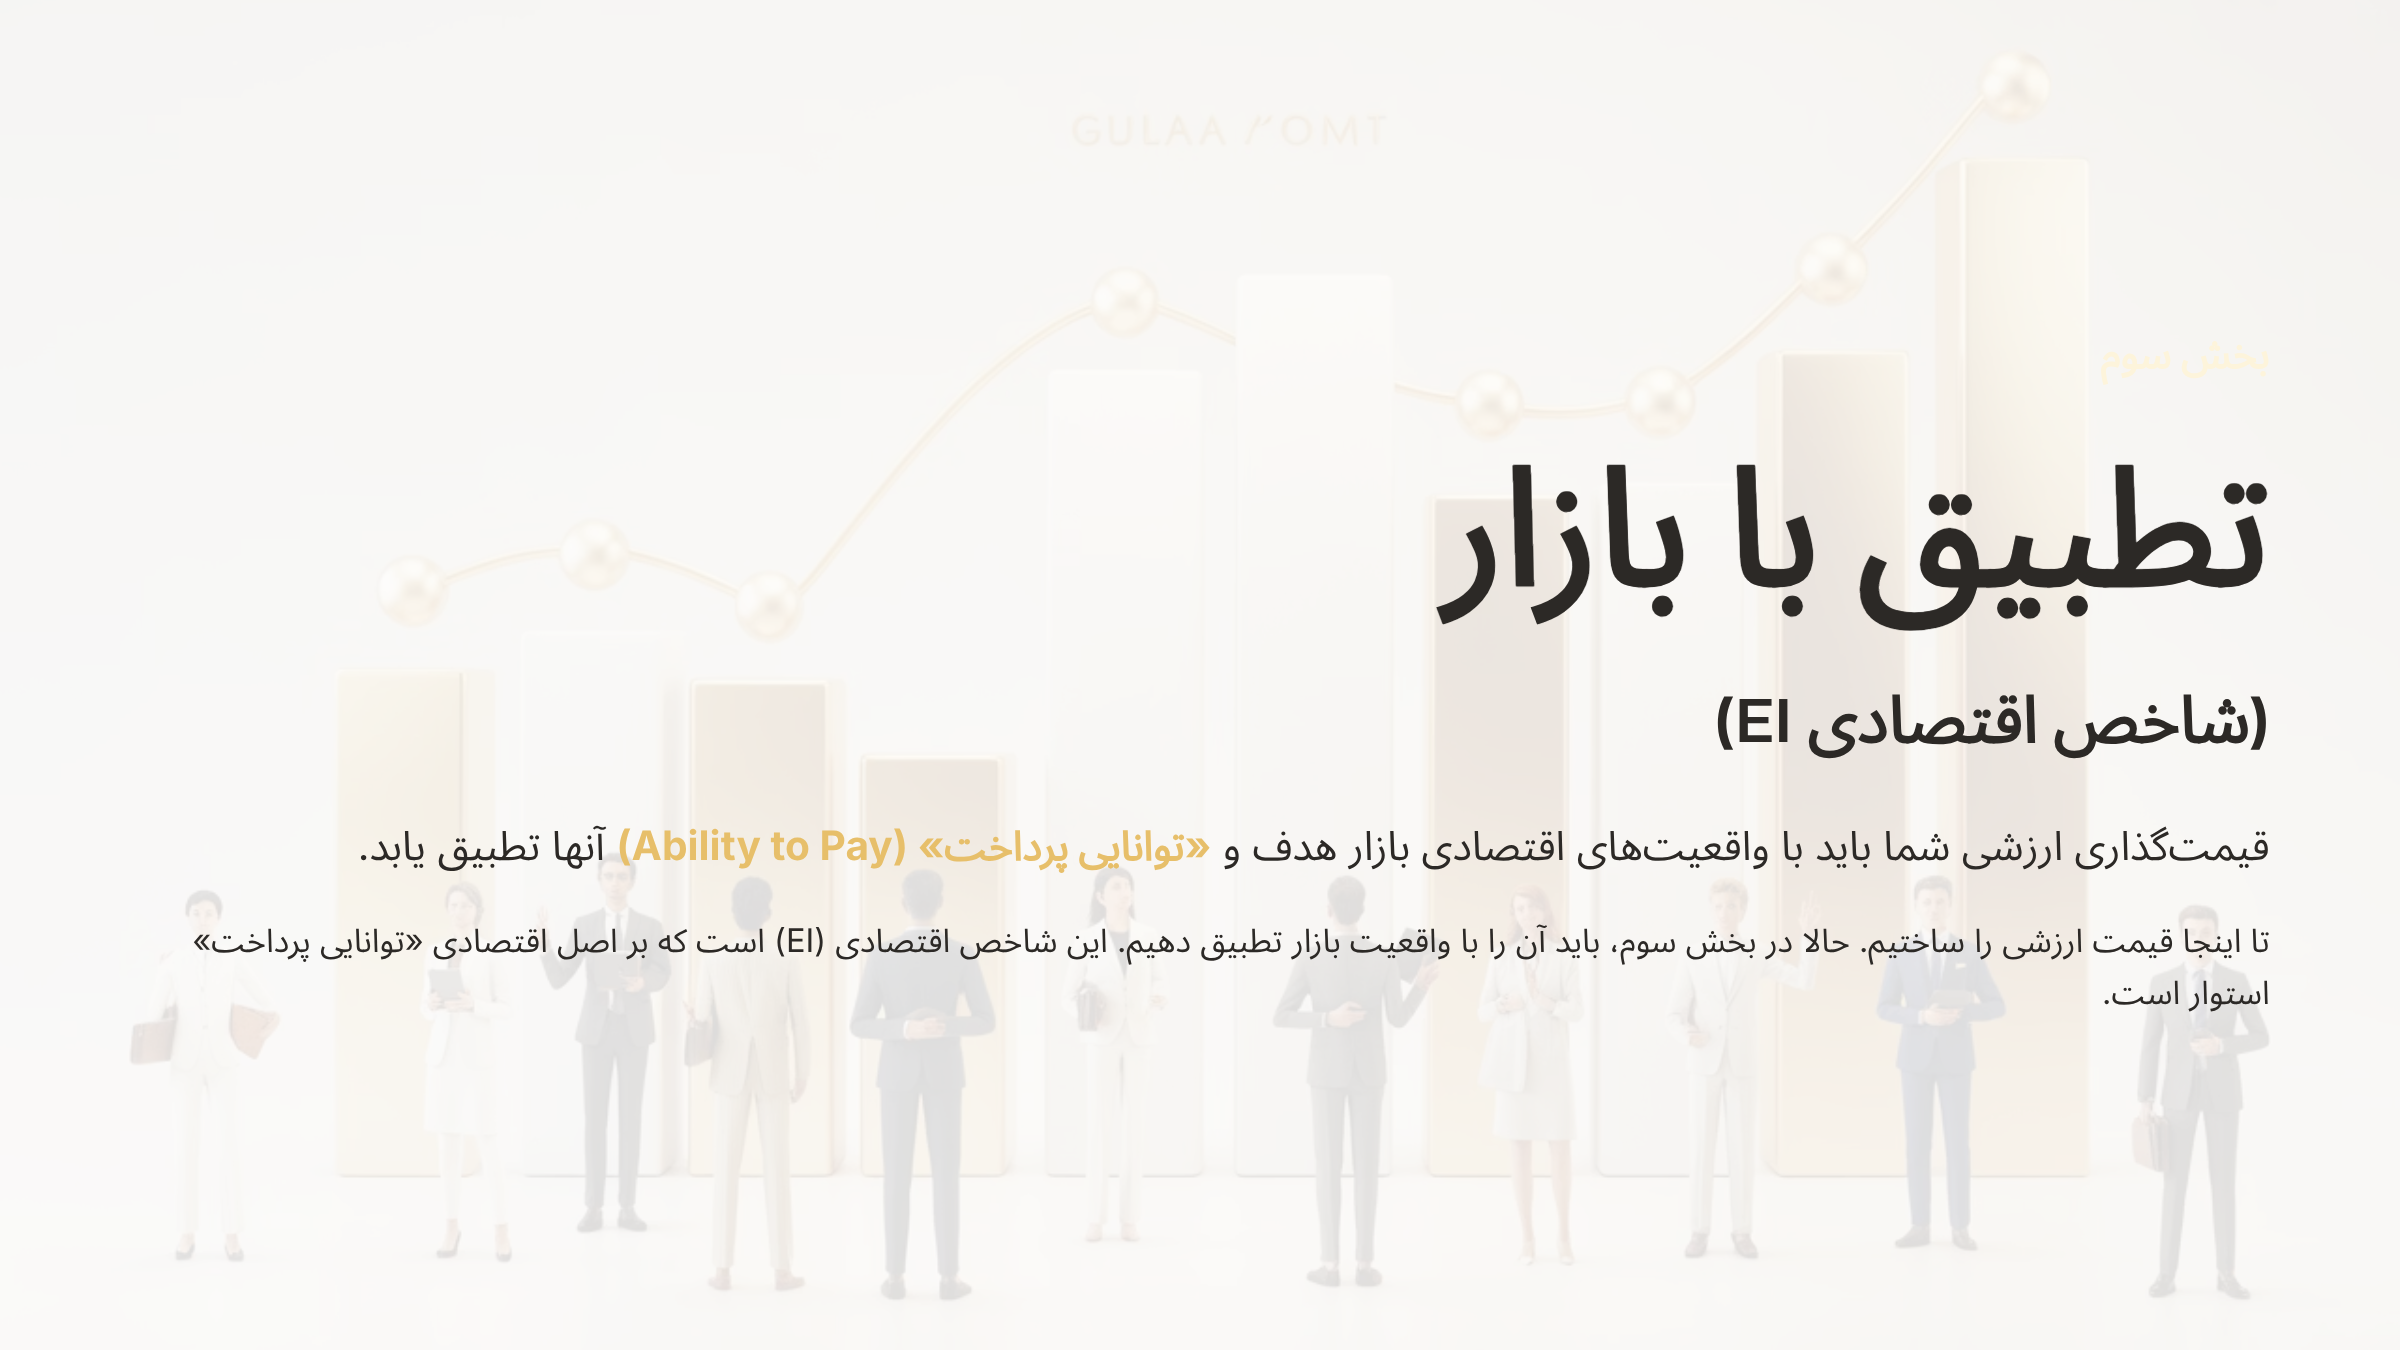 GULAA
بخش سوم
تطبیق با بازار
(شاخص اقتصادی EI)
قیمت‌گذاری ارزشی شما باید با واقعیت‌های اقتصادی بازار هدف و «توانایی پرداخت» (Ability to Pay) آنها تطبیق یابد.
تا اینجا قیمت ارزشی را ساختیم. حالا در بخش سوم، باید آن را با واقعیت بازار تطبیق دهیم. این شاخص اقتصادی (EI) است که بر اصل اقتصادی «توانایی پرداخت»
استوار است.